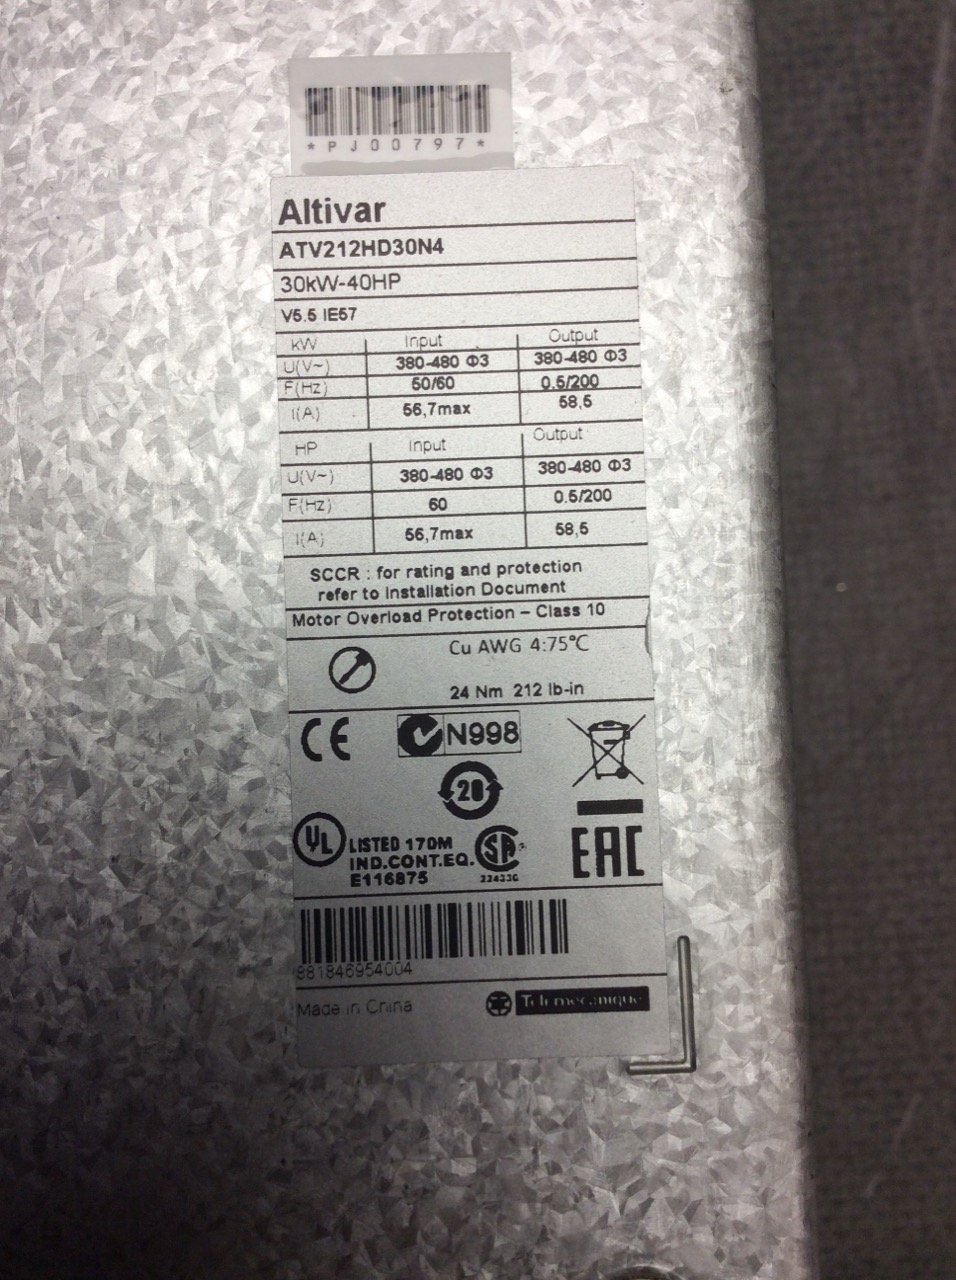 *PJ00797*
Altivar
ATV212HD30N4
30kW-40HP
V5.5 IE57
kW Input Output
U(V~) 380-480 Φ3 380-480 Φ3
F(Hz) 50/60 0.5/200
I(A) 56,7max 58,5
HP Input Output
U(V~) 380-480 Φ3 380-480 Φ3
F(Hz) 60 0.5/200
I(A) 56,7max 58,5
SCCR : for rating and protection
refer to Installation Document
Motor Overload Protection – Class 10
Cu AWG 4:75°C
24 Nm 212 lb-in
CE N998
20
UL LISTED 170M
IND.CONT.EQ.
E116875
SA
EAC
881846954004
Made in China Telemecanique